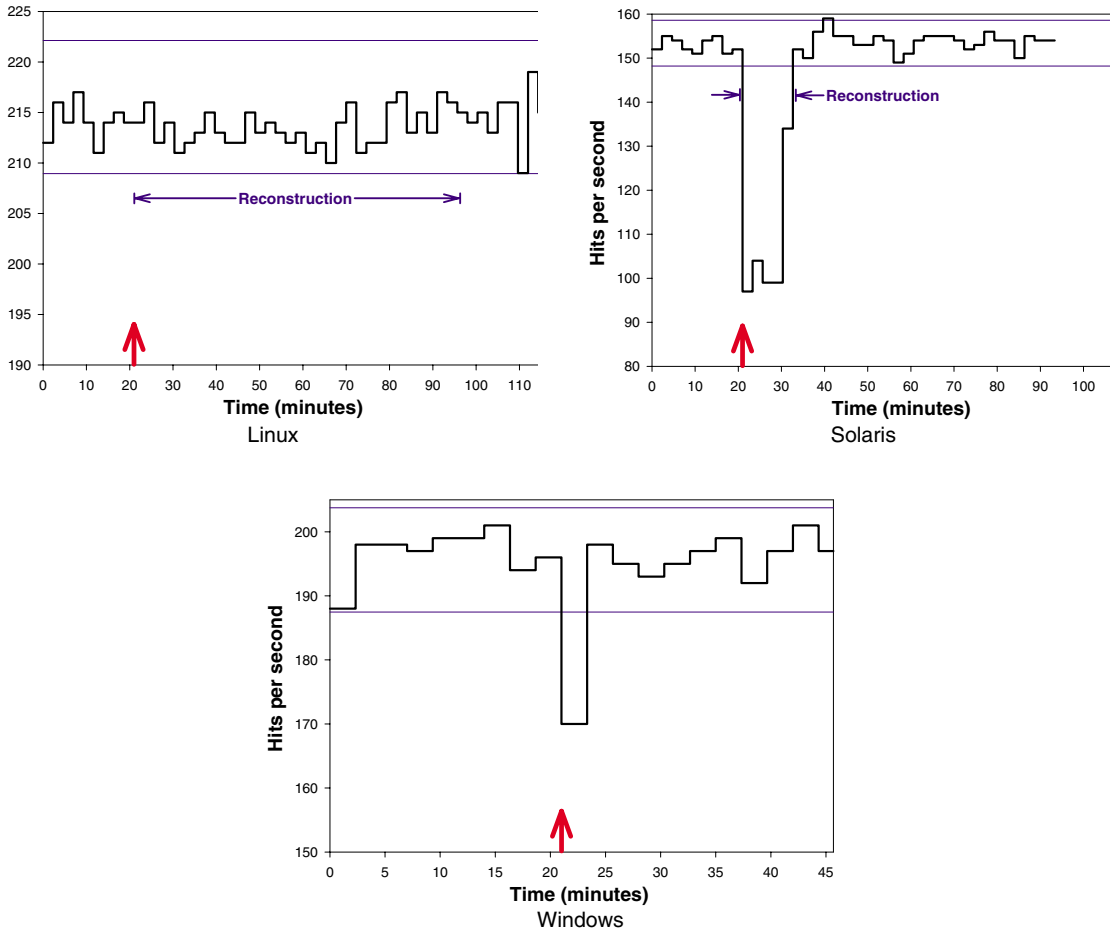 225
220
215
210
205
200
195
190
Reconstruction
0 10 20 30 40 50 60 70 80 90 100 110
Time (minutes)
Linux
Hits per second
160
150
140
130
120
110
100
90
80
Reconstruction
0 10 20 30 40 50 60 70 80 90 100
Time (minutes)
Solaris
Hits per second
200
190
180
170
160
150
0 5 10 15 20 25 30 35 40 45
Time (minutes)
Windows